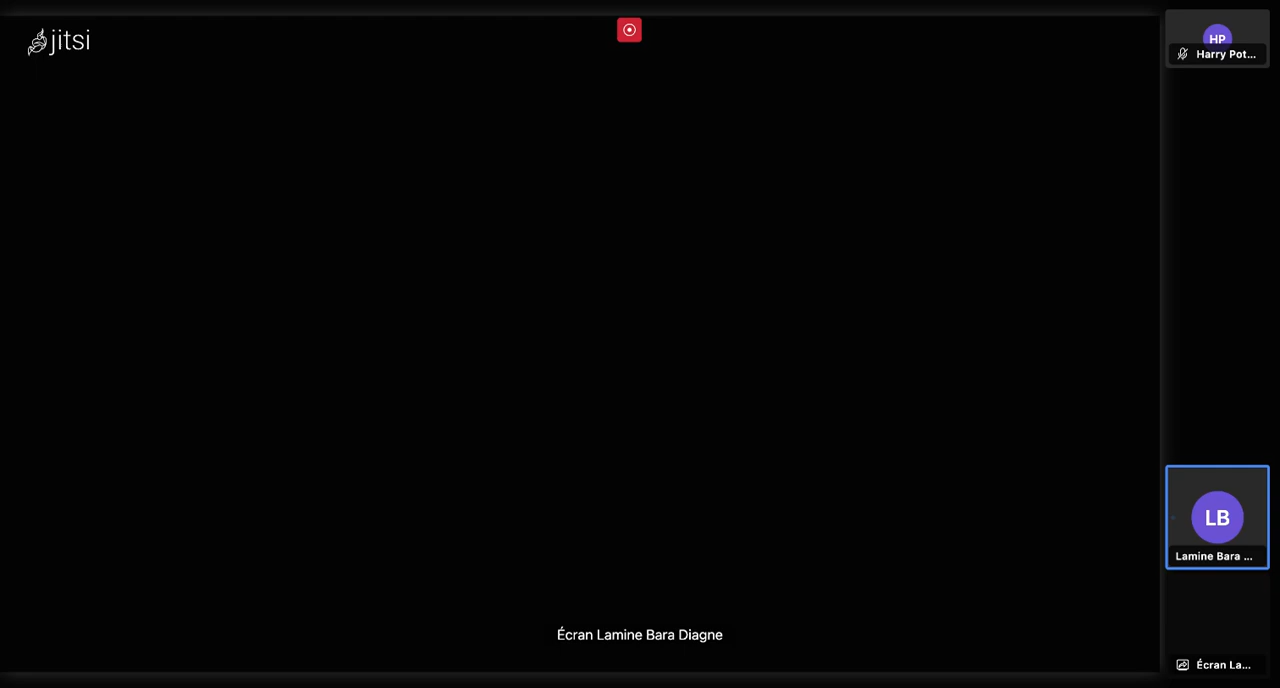 jitsi
HP
Harry Pot...
LB
Lamine Bara ...
Écran Lamine Bara Diagne
Écran La...